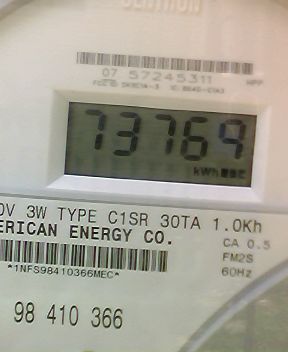 CENTRON
07 57245311
73769
kWh
0V 3W TYPE C1SR 30TA 1.0Kh
ERICAN ENERGY CO.
CA 0.5
FM2S
60Hz
*1NFS98410366MEC*
98 410 366